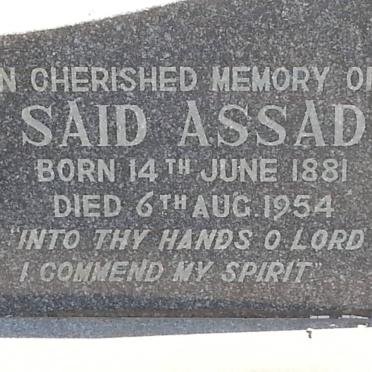 N CHERISHED MEMORY O
SAID ASSAD
BORN 14TH JUNE 1881
DIED 6TH AUG. 1954
"INTO THY HANDS O LORD
I COMMEND MY SPIRIT"